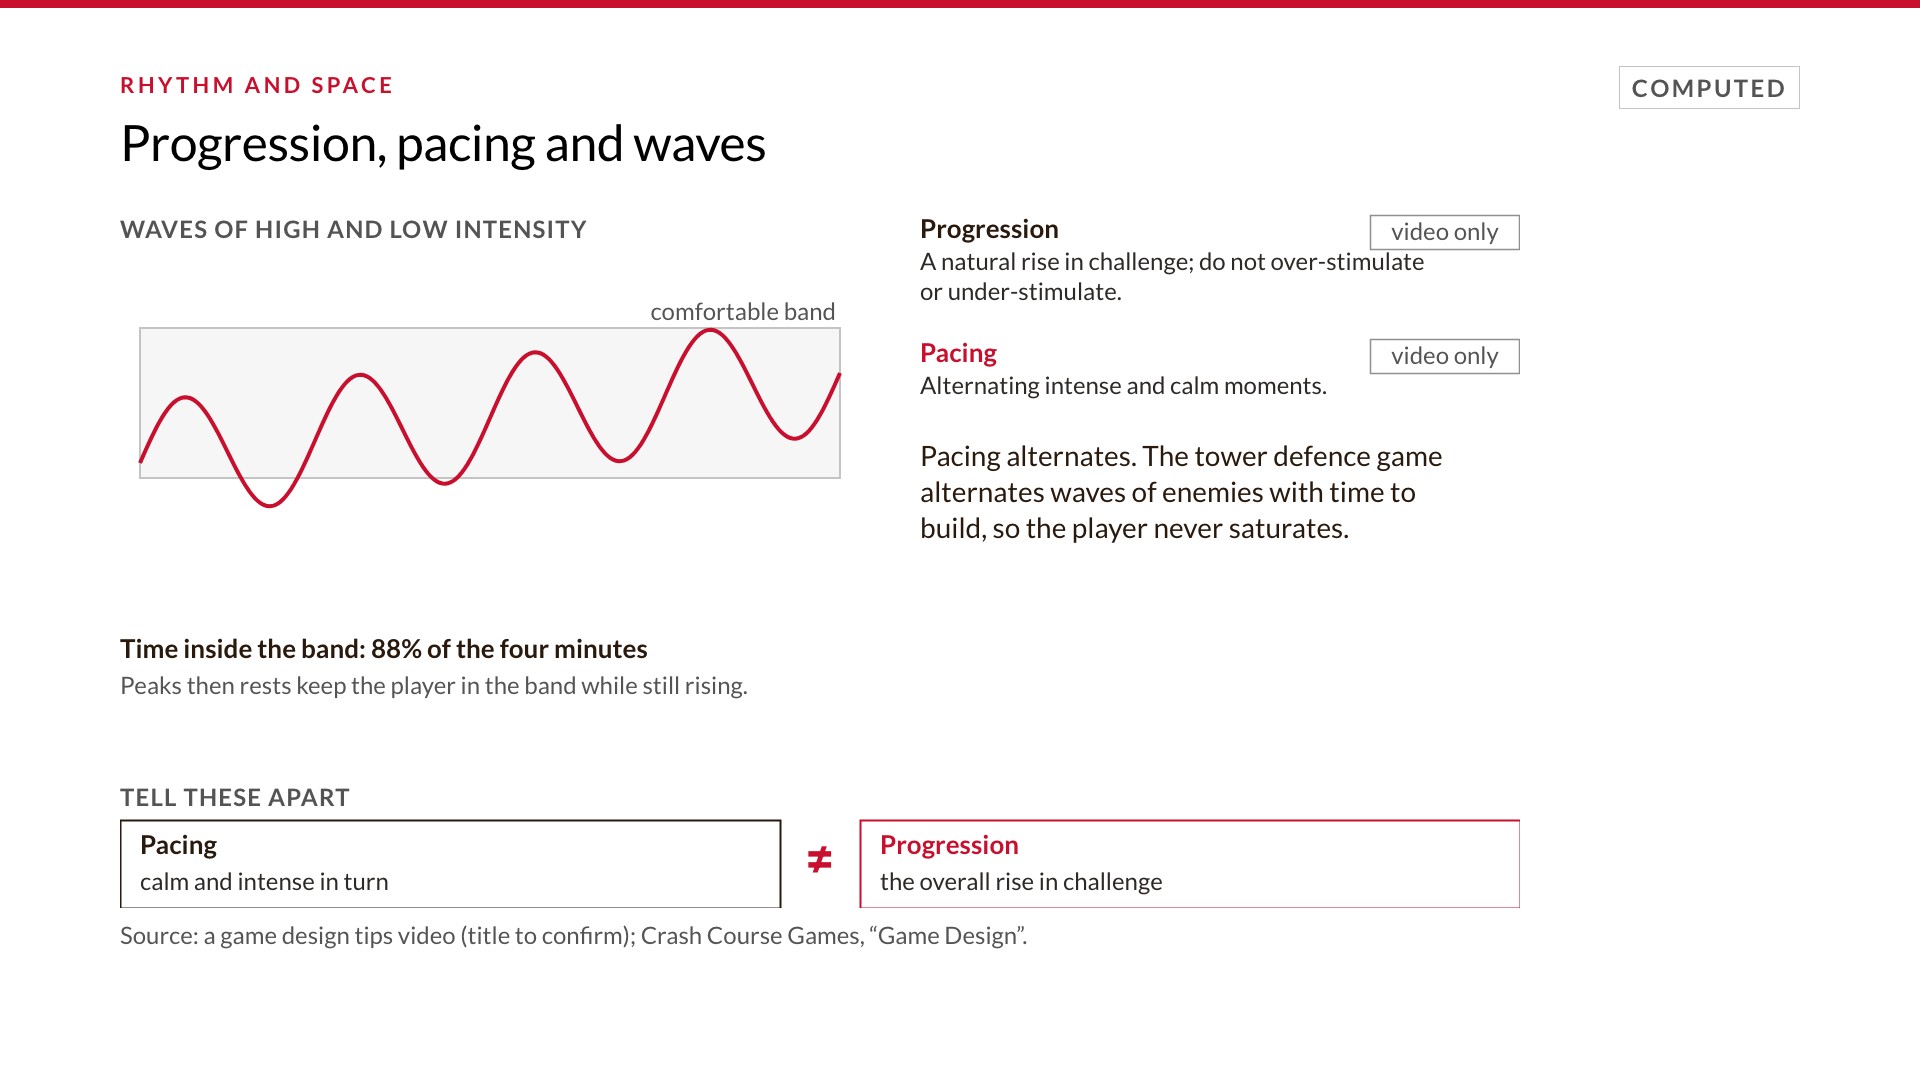 RHYTHM AND SPACE
COMPUTED
Progression, pacing and waves
WAVES OF HIGH AND LOW INTENSITY
comfortable band
Progression
video only
A natural rise in challenge; do not over-stimulate
or under-stimulate.
Pacing
video only
Alternating intense and calm moments.
Pacing alternates. The tower defence game
alternates waves of enemies with time to
build, so the player never saturates.
Time inside the band: 88% of the four minutes
Peaks then rests keep the player in the band while still rising.
TELL THESE APART
Pacing
calm and intense in turn
≠
Progression
the overall rise in challenge
Source: a game design tips video (title to confirm); Crash Course Games, “Game Design”.